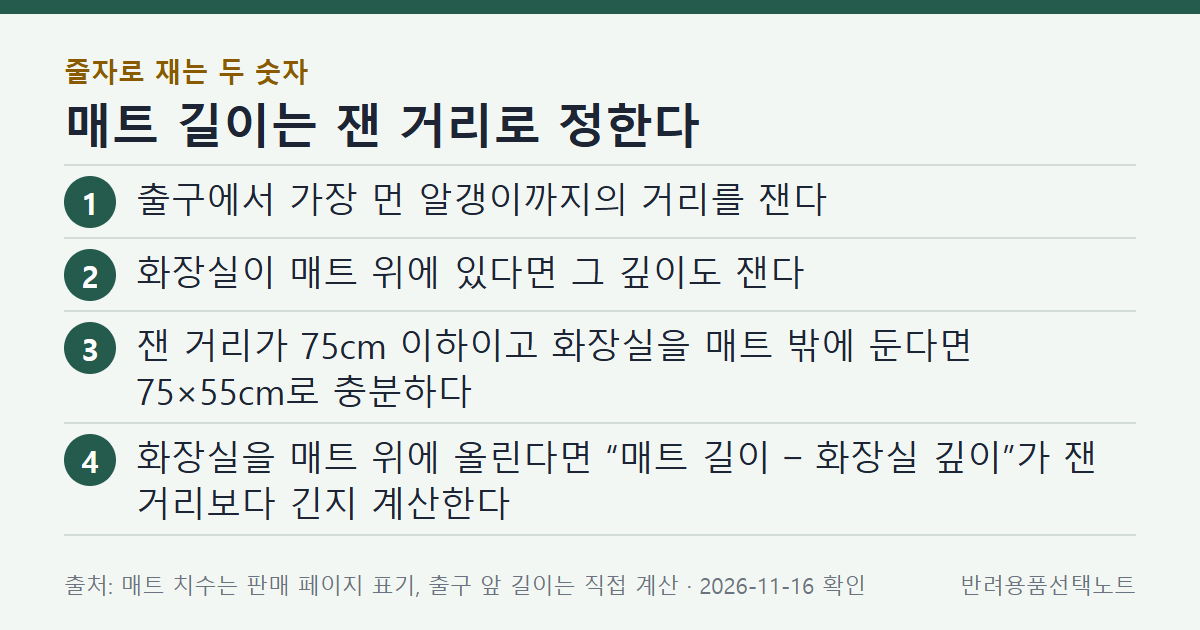 줄자로 재는 두 숫자
매트 길이는 잰 거리로 정한다
1 출구에서 가장 먼 알갱이까지의 거리를 잰다
2 화장실이 매트 위에 있다면 그 깊이도 잰다
3 잰 거리가 75cm 이하이고 화장실을 매트 밖에 둔다면
75×55cm로 충분하다
4 화장실을 매트 위에 올린다면 “매트 길이 − 화장실 깊이”가 잰
거리보다 긴지 계산한다
출처: 매트 치수는 판매 페이지 표기, 출구 앞 길이는 직접 계산 · 2026-11-16 확인 반려용품선택노트